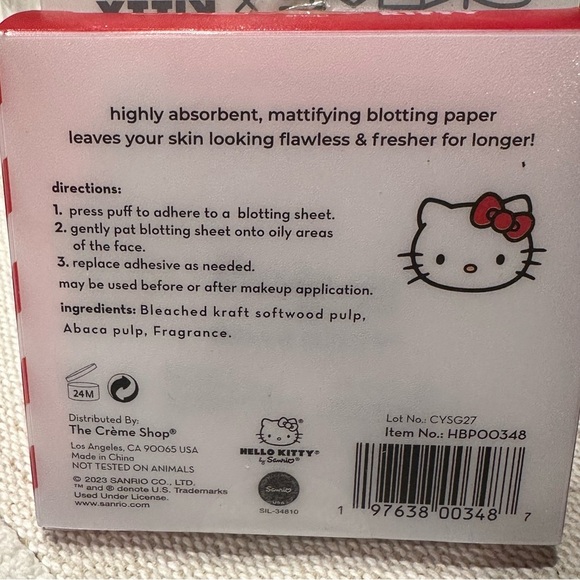 highly absorbent, mattifying blotting paper
leaves your skin looking flawless & fresher for longer!
directions:
1. press puff to adhere to a blotting sheet.
2. gently pat blotting sheet onto oily areas
of the face.
3. replace adhesive as needed.
may be used before or after makeup application.
ingredients: Bleached kraft softwood pulp,
Abaca pulp, Fragrance.
24M
Distributed By:
The Crème Shop®
Los Angeles, CA 90065 USA
Made in China
NOT TESTED ON ANIMALS
© 2023 SANRIO CO., LTD.
™ and ® denote U.S. Trademarks
Used Under License.
www.sanrio.com
HELLO KITTY®
by Sanrio®
Sanrio
SIL-34810
Lot No.: CYSG27
Item No.: HBP00348
1 97638 00348 7